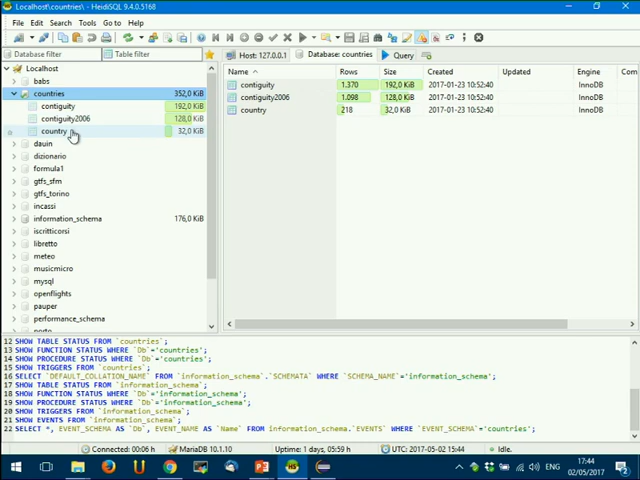 Localhost\countries\ - HeidiSQL 9.4.0.5168
File Search Tools Go to Help
Database filter Table filter Host: 127.0.0.1 Database: countries Query
Localhost
babs
countries 352,0 KiB
contiguity 192,0 KiB
contiguity2006 128,0 KiB
country 32,0 KiB
dauin
dizionario
formula1
gtfs_sfm
gtfs_torino
incassi
information_schema 176,0 KiB
iscritticorsi
libretto
meteo
musicmicro
mysql
openflights
pauper
performance_schema
porto
Name Rows Size Created Updated Engine Com
contiguity 1.370 192,0 KiB 2017-01-23 10:52:40 InnoDB
contiguity2006 1.098 128,0 KiB 2017-01-23 10:52:40 InnoDB
country 218 32,0 KiB 2017-01-23 10:52:40 InnoDB
12 SHOW TABLE STATUS FROM `countries`;
13 SHOW FUNCTION STATUS WHERE `Db`='countries';
14 SHOW PROCEDURE STATUS WHERE `Db`='countries';
15 SHOW TRIGGERS FROM `countries`;
16 SELECT `DEFAULT_COLLATION_NAME` FROM `information_schema`.`SCHEMATA` WHERE `SCHEMA_NAME`='information_schema';
17 SHOW TABLE STATUS FROM `information_schema`;
18 SHOW FUNCTION STATUS WHERE `Db`='information_schema';
19 SHOW PROCEDURE STATUS WHERE `Db`='information_schema';
20 SHOW TRIGGERS FROM `information_schema`;
21 SHOW EVENTS FROM `information_schema`;
22 SELECT *, EVENT_SCHEMA AS `Db`, EVENT_NAME AS `Name` FROM information_schema.`EVENTS` WHERE `EVENT_SCHEMA`='countries';
Connected: 00:06 h MariaDB 10.1.10 Uptime: 1 days, 05:59 h UTC: 2017-05-02 15:44 Idle.
17:44
02/05/2017